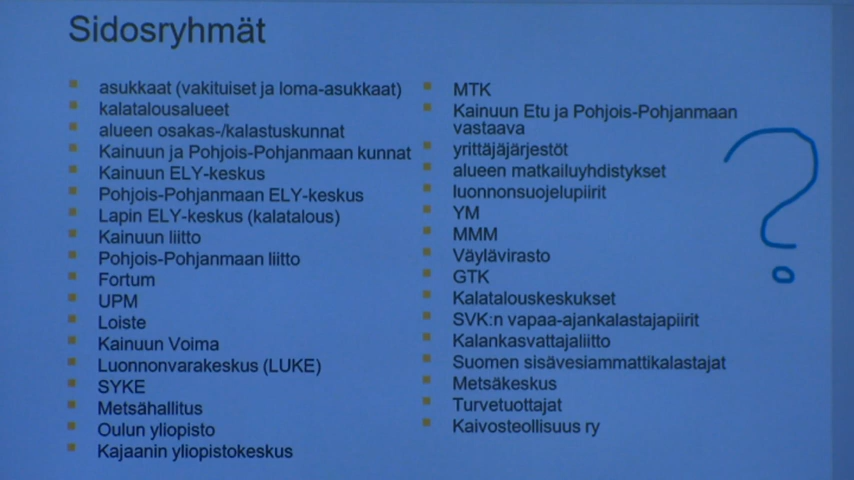 Sidosryhmät
asukkaat (vakituiset ja loma-asukkaat)
kalatalousalueet
alueen osakas-/kalastuskunnat
Kainuun ja Pohjois-Pohjanmaan kunnat
Kainuun ELY-keskus
Pohjois-Pohjanmaan ELY-keskus
Lapin ELY-keskus (kalatalous)
Kainuun liitto
Pohjois-Pohjanmaan liitto
Fortum
UPM
Loiste
Kainuun Voima
Luonnonvarakeskus (LUKE)
SYKE
Metsähallitus
Oulun yliopisto
Kajaanin yliopistokeskus
MTK
Kainuun Etu ja Pohjois-Pohjanmaan
vastaava
yrittäjäjärjestöt
alueen matkailuyhdistykset
luonnonsuojelupiirit
YM
MMM
Väylävirasto
GTK
Kalatalouskeskukset
SVK:n vapaa-ajankalastajapiirit
Kalankasvattajaliitto
Suomen sisävesiammattikalastajat
Metsäkeskus
Turvetuottajat
Kaivosteollisuus ry
?